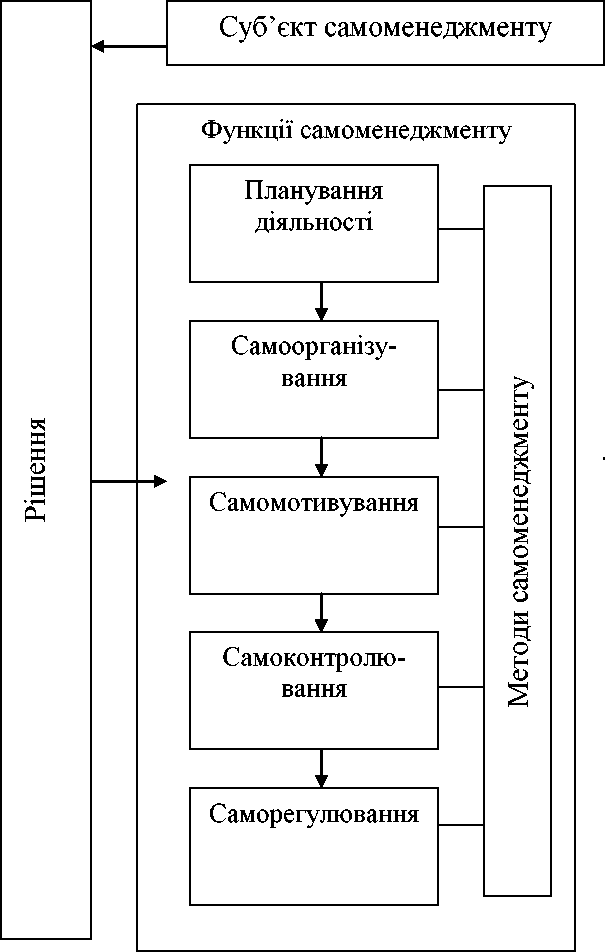 Суб’єкт самоменеджменту
Функції самоменеджменту
Планування
діяльності
Самоорганізу-
вання
Самомотивування
Самоконтролю-
вання
Саморегулювання
Рішення
Методи самоменеджменту